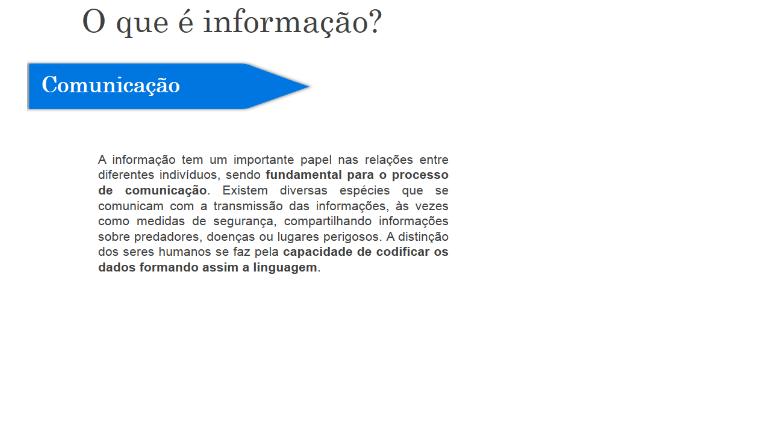 O que é informação?
Comunicação
A informação tem um importante papel nas relações entre
diferentes indivíduos, sendo fundamental para o processo
de comunicação. Existem diversas espécies que se
comunicam com a transmissão das informações, às vezes
como medidas de segurança, compartilhando informações
sobre predadores, doenças ou lugares perigosos. A distinção
dos seres humanos se faz pela capacidade de codificar os
dados formando assim a linguagem.